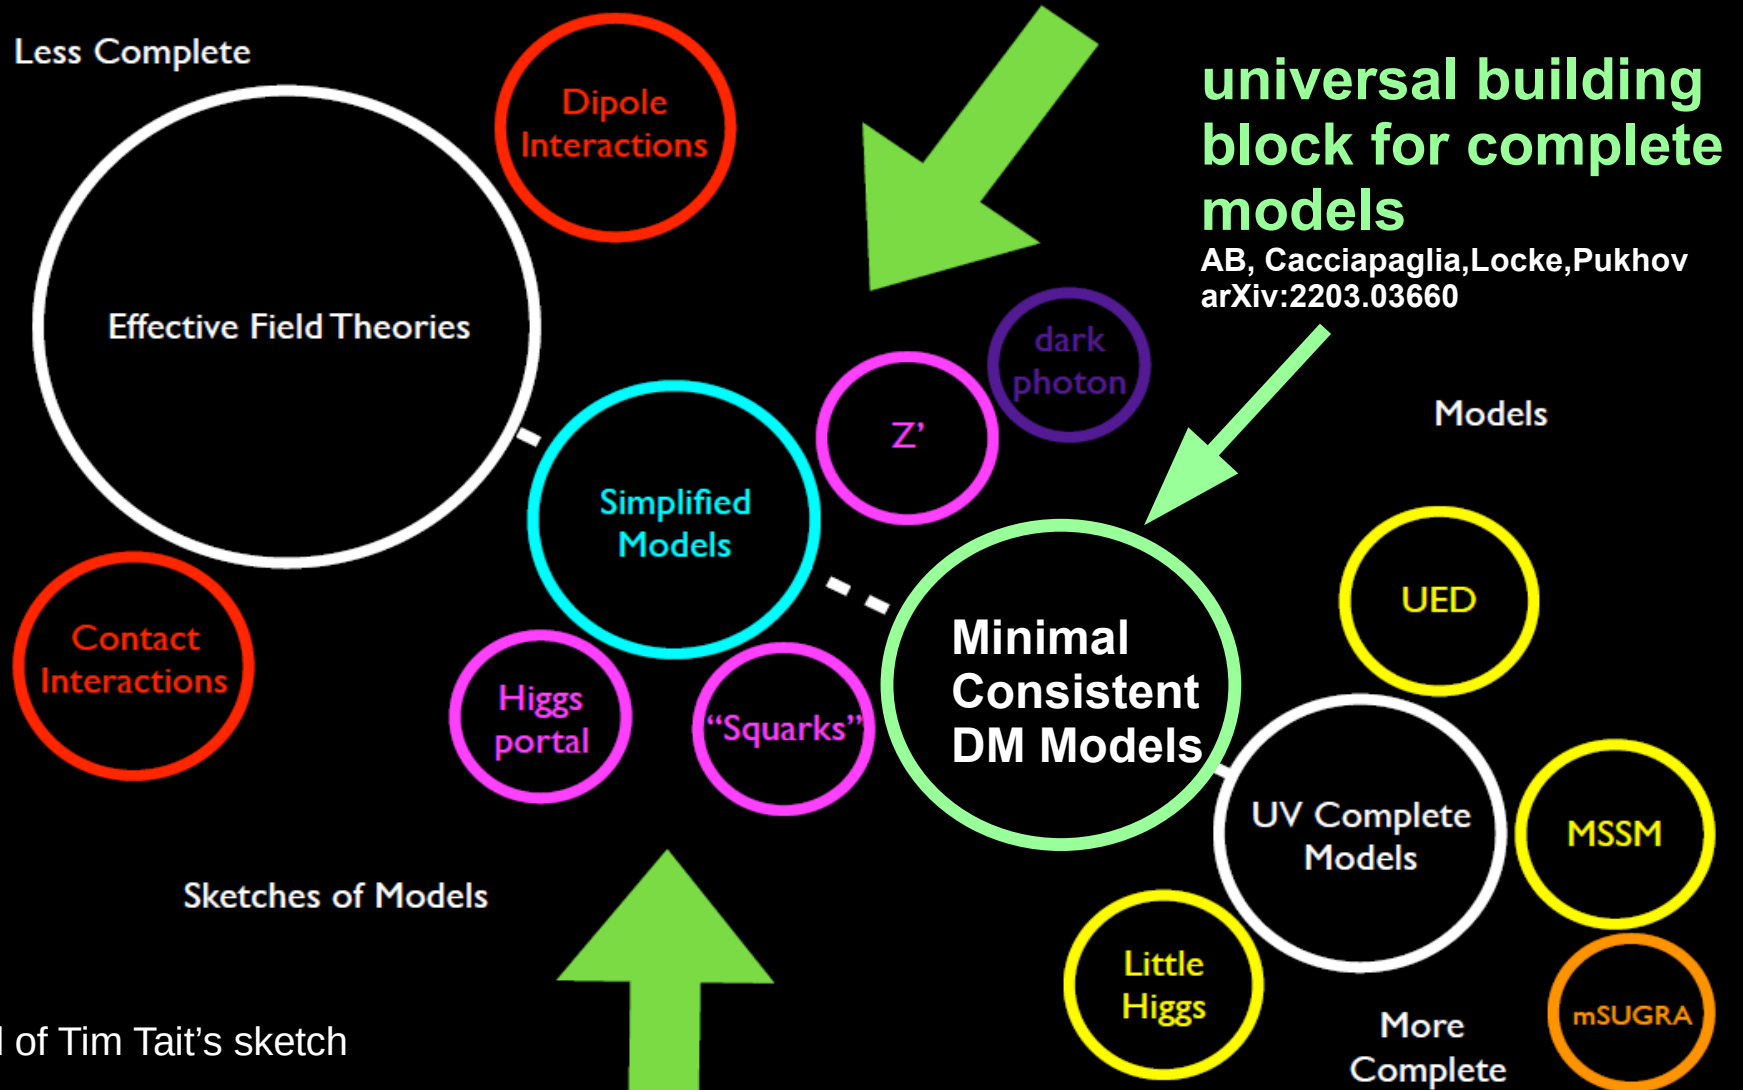 Less Complete
Dipole
Interactions
universal building
block for complete
models
AB, Cacciapaglia,Locke,Pukhov
arXiv:2203.03660
Effective Field Theories
dark
photon
Z’
Models
Simplified
Models
UED
Contact
Interactions
Minimal
Consistent
DM Models
Higgs
portal
“Squarks”
UV Complete
Models
MSSM
Sketches of Models
Little
Higgs
mSUGRA
More
Complete
of Tim Tait’s sketch